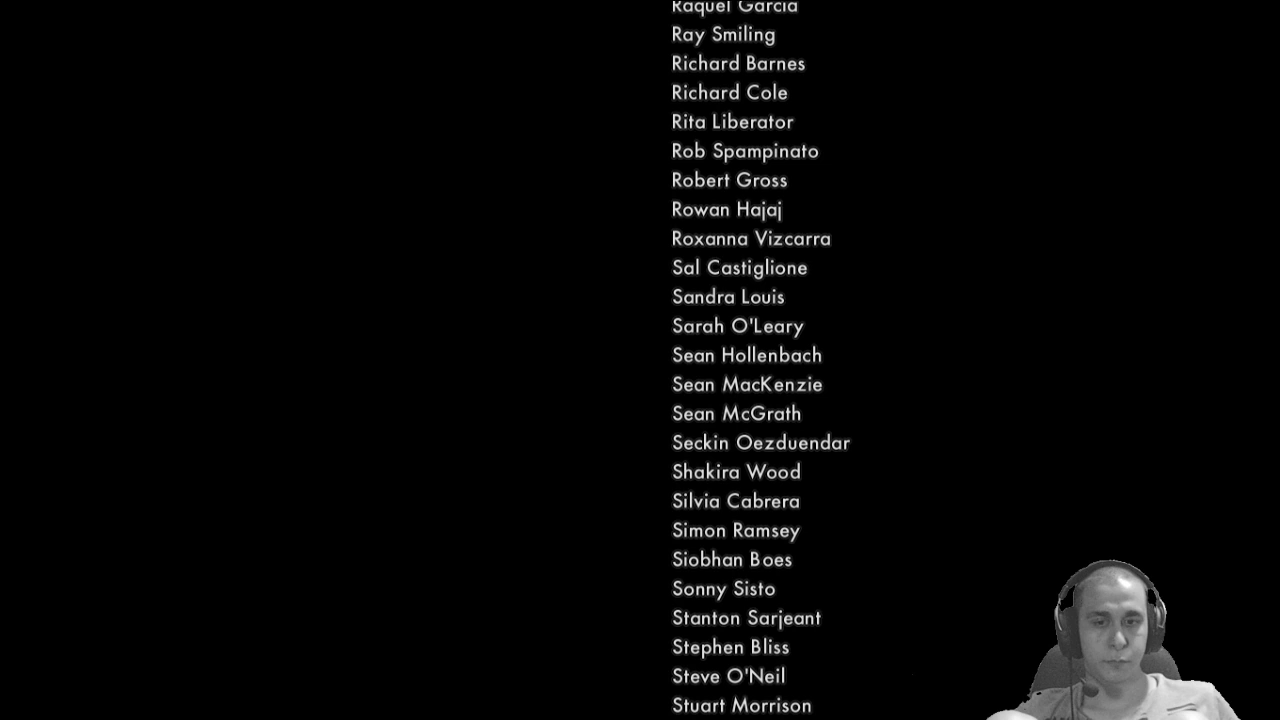 Raquel Garcia
Ray Smiling
Richard Barnes
Richard Cole
Rita Liberator
Rob Spampinato
Robert Gross
Rowan Hajaj
Roxanna Vizcarra
Sal Castiglione
Sandra Louis
Sarah O'Leary
Sean Hollenbach
Sean MacKenzie
Sean McGrath
Seckin Oezduendar
Shakira Wood
Silvia Cabrera
Simon Ramsey
Siobhan Boes
Sonny Sisto
Stanton Sarjeant
Stephen Bliss
Steve O'Neil
Stuart Morrison